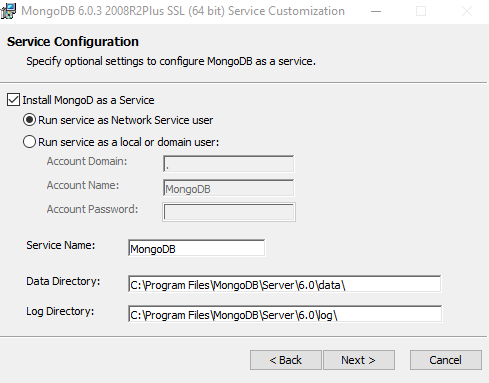 MongoDB 6.0.3 2008R2Plus SSL (64 bit) Service Customization
Service Configuration
Specify optional settings to configure MongoDB as a service.
Install MongoD as a Service
Run service as Network Service user
Run service as a local or domain user:
Account Domain: .
Account Name: MongoDB
Account Password:
Service Name: MongoDB
Data Directory: C:\Program Files\MongoDB\Server\6.0\data\
Log Directory: C:\Program Files\MongoDB\Server\6.0\log\
< Back Next > Cancel